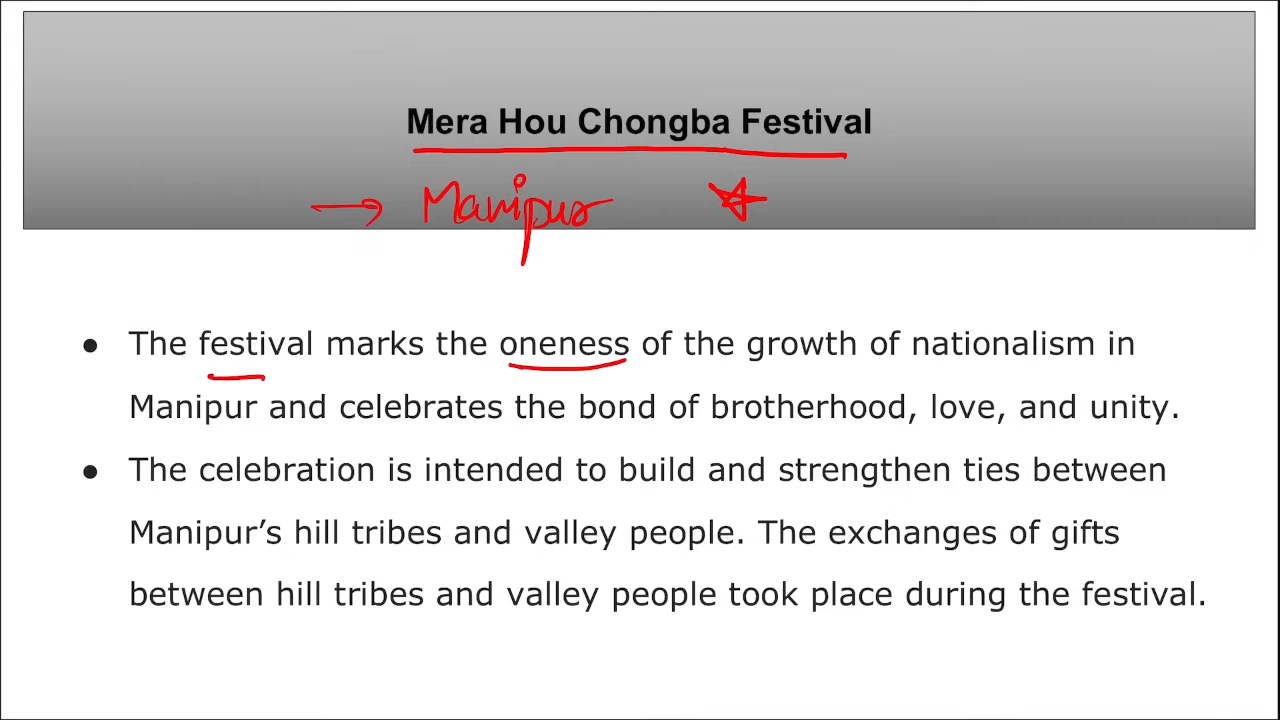 Mera Hou Chongba Festival
→ Manipur
● The festival marks the oneness of the growth of nationalism in
Manipur and celebrates the bond of brotherhood, love, and unity.
● The celebration is intended to build and strengthen ties between
Manipur’s hill tribes and valley people. The exchanges of gifts
between hill tribes and valley people took place during the festival.